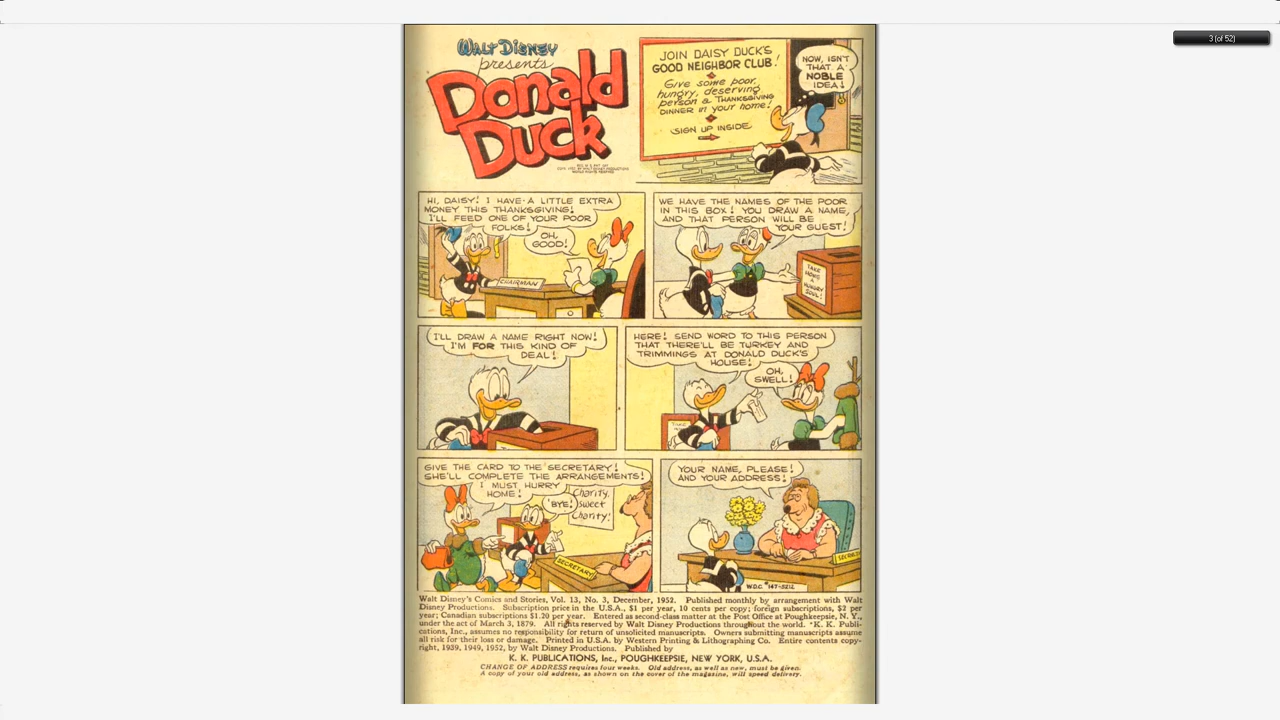 3 (of 52)
WALT DISNEY
presents
Donald
Duck
JOIN DAISY DUCK'S
GOOD NEIGHBOR CLUB!
Give some poor,
hungry, deserving
person a THANKSGIVING
DINNER in your home!
SIGN UP INSIDE
NOW, ISN'T
THAT A
NOBLE
IDEA!
HI, DAISY! I HAVE A LITTLE EXTRA
MONEY THIS THANKSGIVING!
I'LL FEED ONE OF YOUR POOR
FOLKS!
OH,
GOOD!
CHAIRMAN
WE HAVE THE NAMES OF THE POOR
IN THIS BOX! YOU DRAW A NAME,
AND THAT PERSON WILL BE
YOUR GUEST!
TAKE
HOME
A
HUNGRY
SOUL!
I'LL DRAW A NAME RIGHT NOW!
I'M FOR THIS KIND OF
DEAL!
HERE! SEND WORD TO THIS PERSON
THAT THERE'LL BE TURKEY AND
TRIMMINGS AT DONALD DUCK'S
HOUSE!
OH,
SWELL!
TAKE
GIVE THE CARD TO THE SECRETARY!
SHE'LL COMPLETE THE ARRANGEMENTS!
I MUST HURRY
HOME!
'BYE!
Charity,
Sweet
Charity!
SECRETARY
YOUR NAME, PLEASE!
AND YOUR ADDRESS!
W.D.C. #147-5212
Walt Disney's Comics and Stories, Vol. 13, No. 3, December, 1952. Published monthly by arrangement with Walt
Disney Productions. Subscription price in the U.S.A., $1 per year, 10 cents per copy; foreign subscriptions, $2 per
year; Canadian subscriptions $1.20 per year. Entered as second-class matter at the Post Office at Poughkeepsie, N. Y.,
under the act of March 3, 1879. All rights reserved by Walt Disney Productions throughout the world. *K. K. Publi-
cations, Inc., assumes no responsibility for return of unsolicited manuscripts. Owners submitting manuscripts assume
all risk for their loss or damage. Printed in U.S.A. by Western Printing & Lithographing Co. Entire contents copy-
right, 1939, 1949, 1952, by Walt Disney Productions. Published by
K. K. PUBLICATIONS, Inc., POUGHKEEPSIE, NEW YORK, U.S.A.
CHANGE OF ADDRESS requires four weeks. Old address, as well as new, must be given.
A copy of your old address, as shown on the cover of the magazine, will speed delivery.